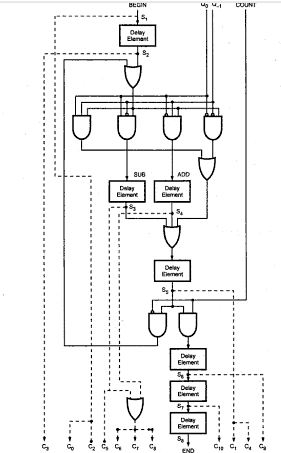 BEGIN Q₀ Q₋₁ COUNT
S₁
Delay
Element
S₂
SUB ADD
Delay Delay
Element Element
S₃ S₄
Delay
Element
S₅
Delay
Element
S₆
Delay
Element
S₇
Delay
Element
S₈
C₉ C₀ C₂ C₅ C₆ C₇ C₈ END C₁₀ C₁ C₄